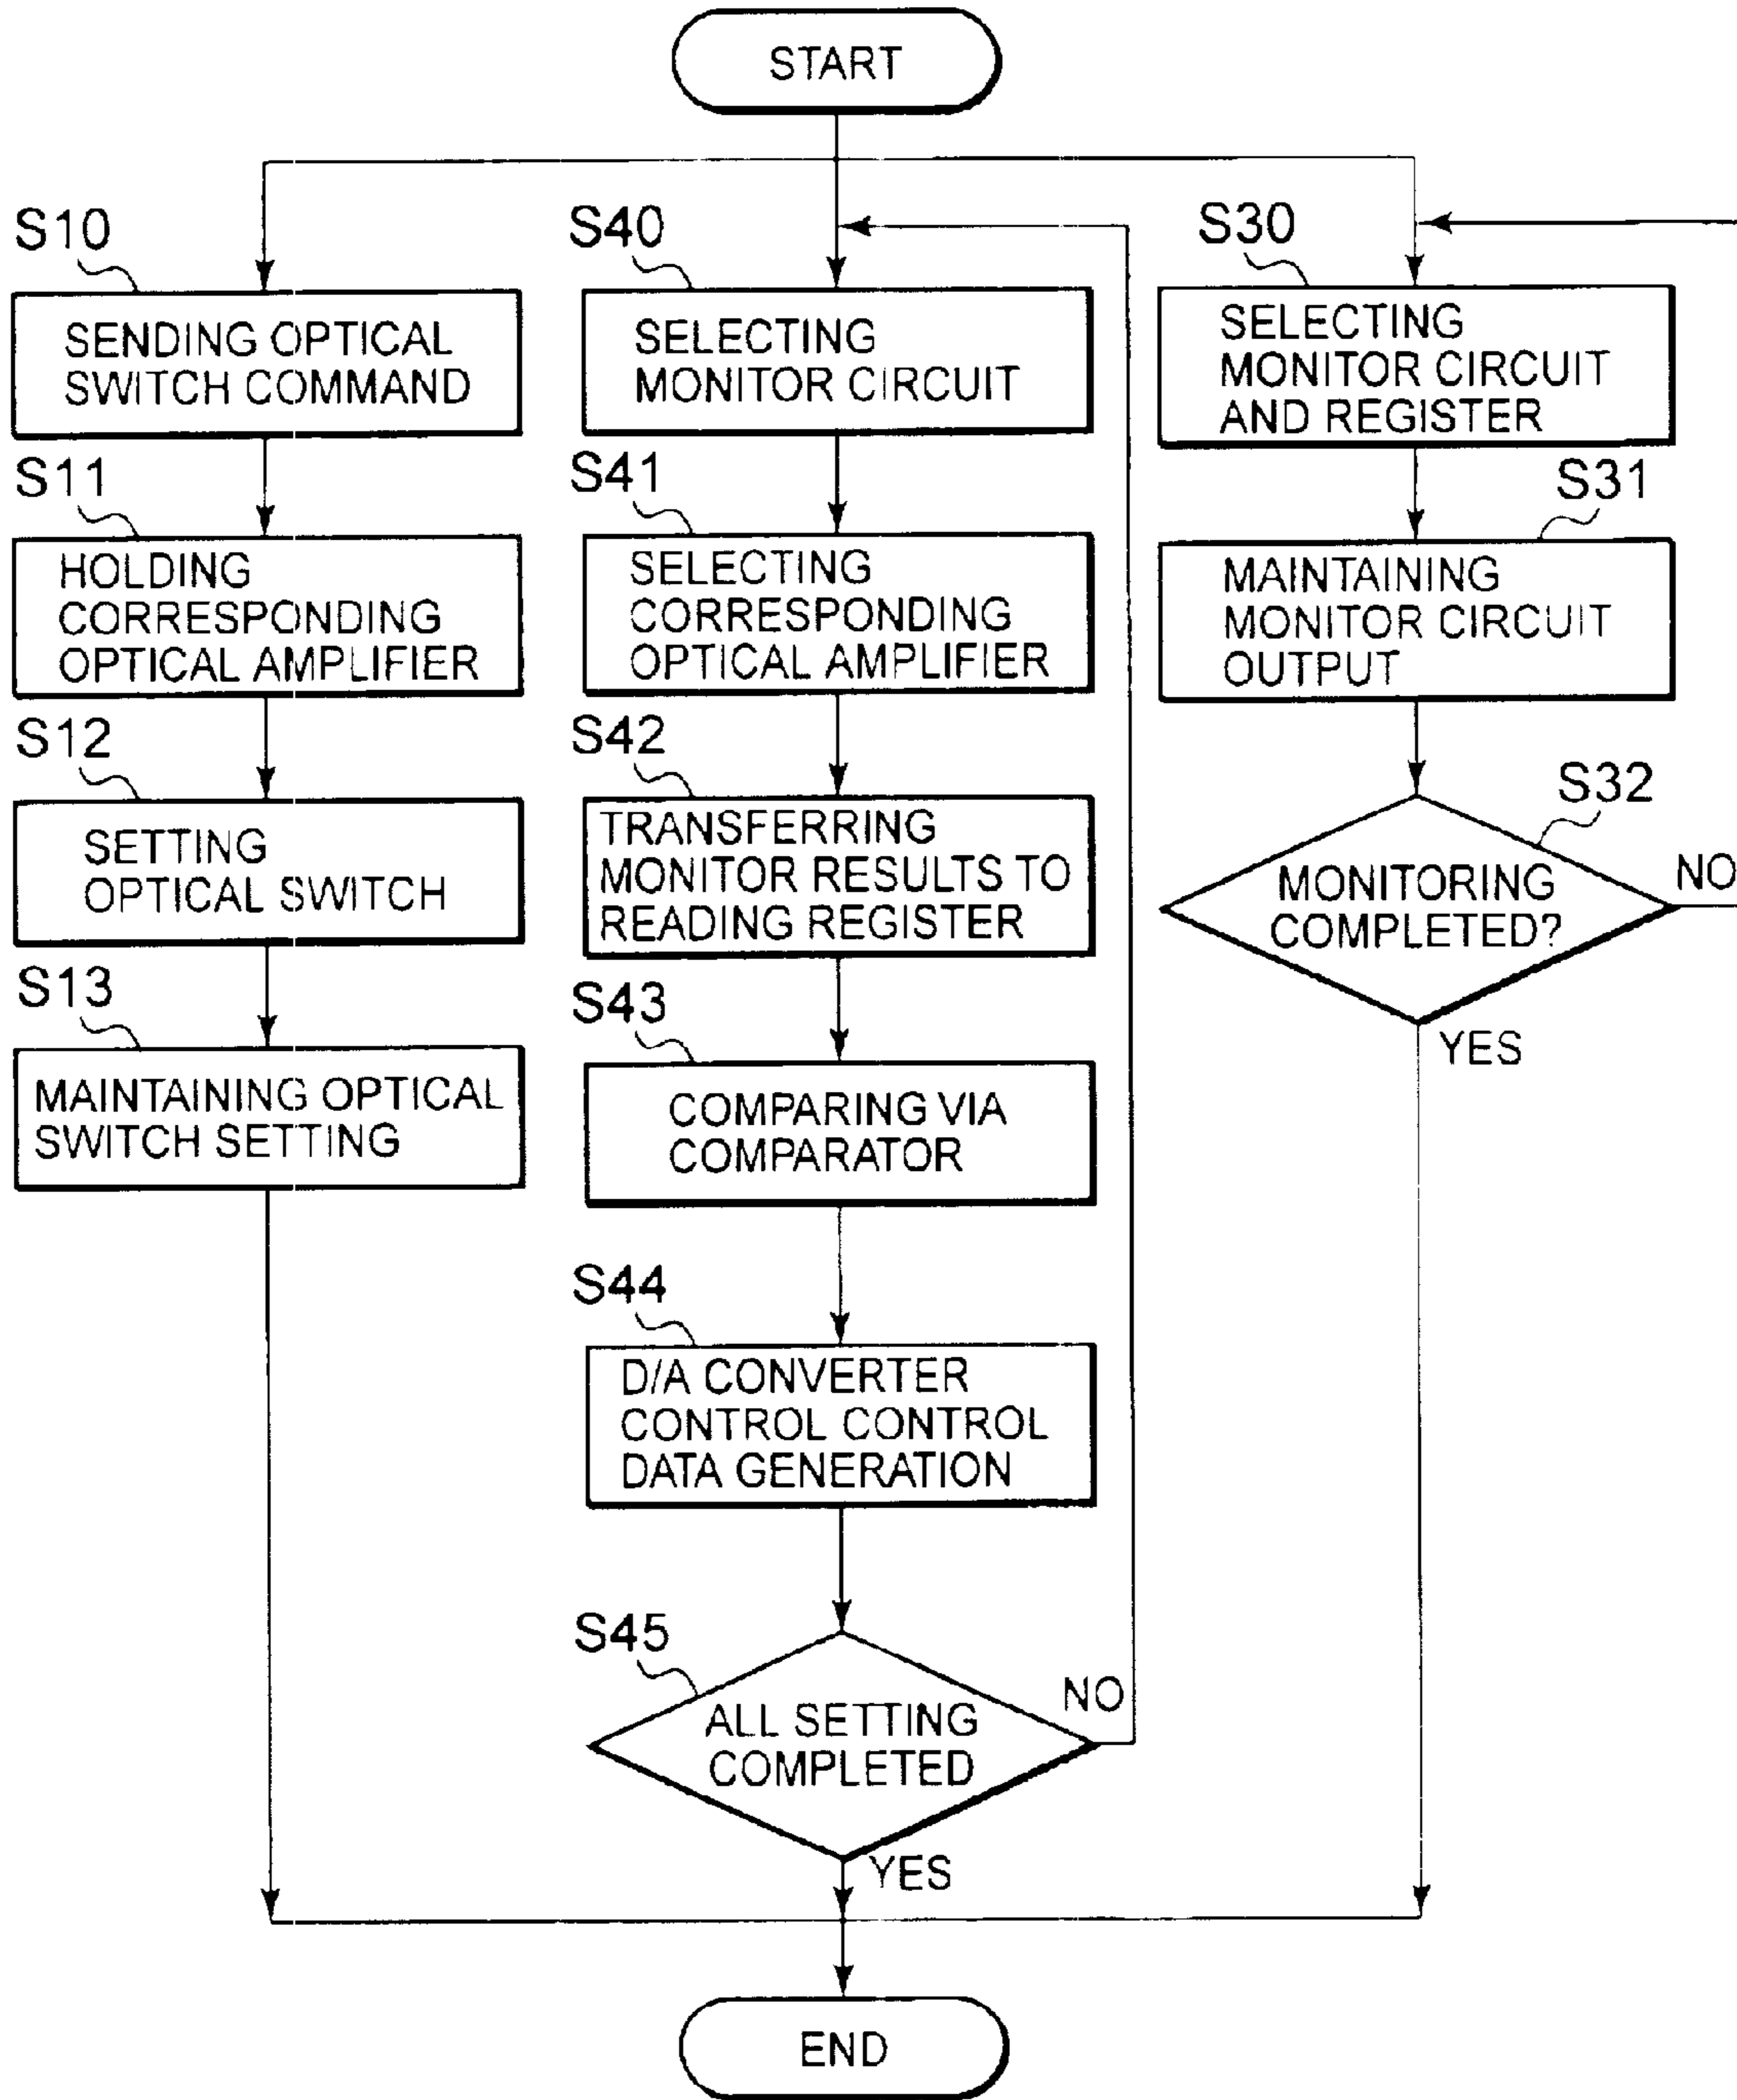 START
S10
SENDING OPTICAL
SWITCH COMMAND
S11
HOLDING
CORRESPONDING
OPTICAL AMPLIFIER
S12
SETTING
OPTICAL SWITCH
S13
MAINTAINING OPTICAL
SWITCH SETTING
S40
SELECTING
MONITOR CIRCUIT
S41
SELECTING
CORRESPONDING
OPTICAL AMPLIFIER
S42
TRANSFERRING
MONITOR RESULTS TO
READING REGISTER
S43
COMPARING VIA
COMPARATOR
S44
D/A CONVERTER
CONTROL CONTROL
DATA GENERATION
S45
ALL SETTING
COMPLETED
NO
YES
S30
SELECTING
MONITOR CIRCUIT
AND REGISTER
S31
MAINTAINING
MONITOR CIRCUIT
OUTPUT
S32
MONITORING
COMPLETED?
NO
YES
END